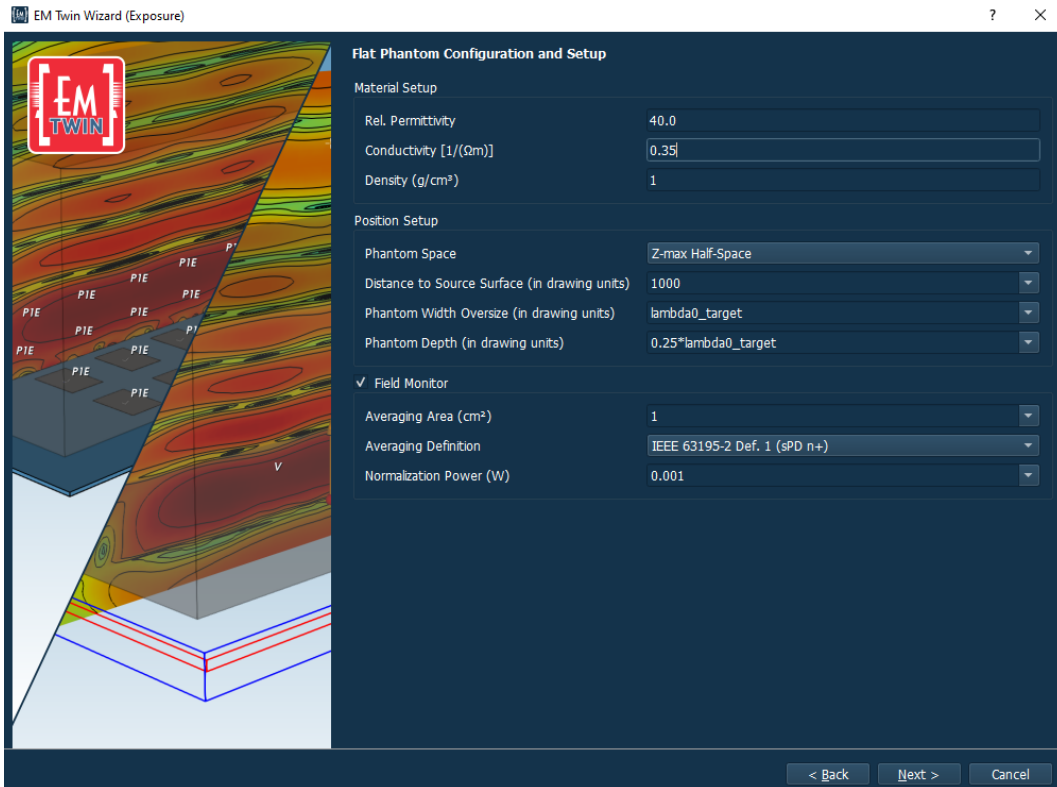 EM Twin Wizard (Exposure)
?
EM
TWIN
P1E
P1E
P1E
P1E
P1E
P1E
P1E
P1E
P1E
P1E
P1E
V
Flat Phantom Configuration and Setup
Material Setup
Rel. Permittivity 40.0
Conductivity [1/(Ωm)] 0.35
Density (g/cm³) 1
Position Setup
Phantom Space Z-max Half-Space
Distance to Source Surface (in drawing units) 1000
Phantom Width Oversize (in drawing units) lambda0_target
Phantom Depth (in drawing units) 0.25*lambda0_target
Field Monitor
Averaging Area (cm²) 1
Averaging Definition IEEE 63195-2 Def. 1 (sPD n+)
Normalization Power (W) 0.001
< Back Next > Cancel